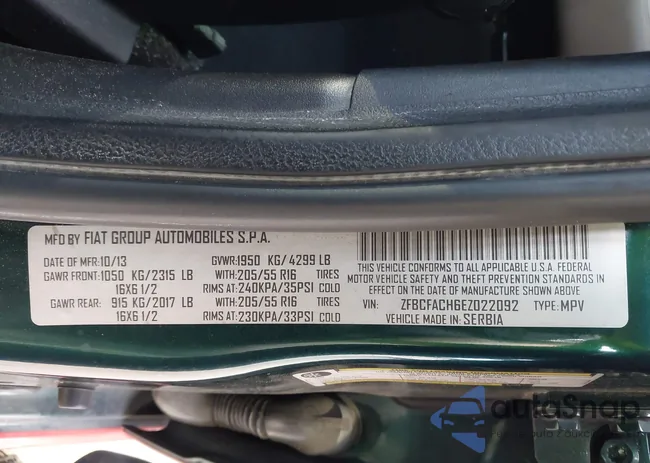 MFD BY FIAT GROUP AUTOMOBILES S.P.A.
DATE OF MFR: 10/13 GVWR: 1950 KG/ 4299 LB
GAWR FRONT: 1050 KG/2315 LB WITH: 205/55 R16 TIRES
16X6 1/2 RIMS AT: 240KPA/35PSI COLD
GAWR REAR: 915 KG/2017 LB WITH: 205/55 R16 TIRES
16X6 1/2 RIMS AT: 230KPA/33PSI COLD
THIS VEHICLE CONFORMS TO ALL APPLICABLE U.S.A. FEDERAL
MOTOR VEHICLE SAFETY AND THEFT PREVENTION STANDARDS IN
EFFECT ON THE DATE OF MANUFACTURE SHOWN ABOVE
VIN: ZFBCFACH6EZ022092 TYPE: MPV
VEHICLE MADE IN: SERBIA
autoSnap